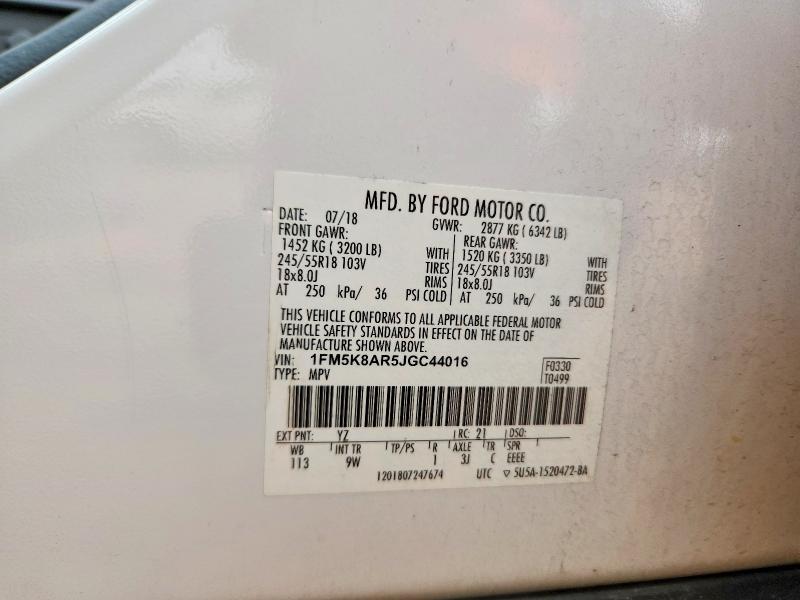 MFD. BY FORD MOTOR CO.
DATE: 07/18 GVWR: 2877 KG ( 6342 LB)
FRONT GAWR: REAR GAWR:
1452 KG ( 3200 LB) WITH 1520 KG ( 3350 LB) WITH
245/55R18 103V TIRES 245/55R18 103V TIRES
18x8.0J RIMS 18x8.0J RIMS
AT 250 kPa/ 36 PSI COLD AT 250 kPa/ 36 PSI COLD
THIS VEHICLE CONFORMS TO ALL APPLICABLE FEDERAL MOTOR
VEHICLE SAFETY STANDARDS IN EFFECT ON THE DATE OF
MANUFACTURE SHOWN ABOVE.
VIN: 1FM5K8AR5JGC44016 F0330
TYPE: MPV T0499
EXT PNT: YZ RC: 21 DSO:
WB INT TR TP/PS R AXLE TR SPR
113 9W I 3J C EEEE
1201807247674 UTC ▽ 5U5A-1520472-BA